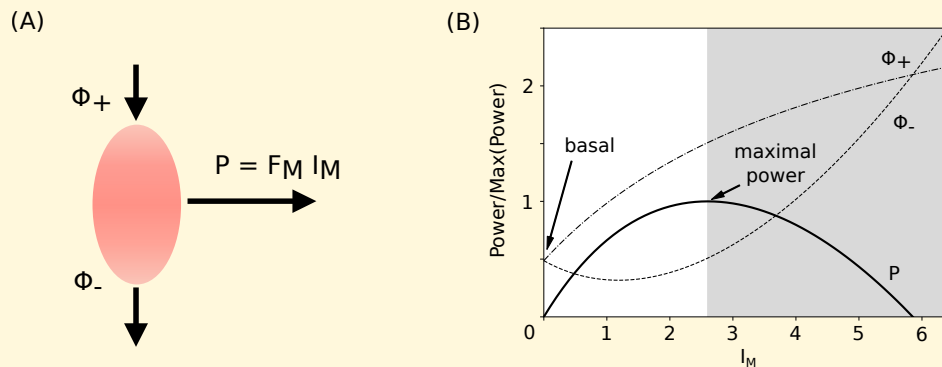 (A)
Φ+
P = FM IM
Φ-
(B)
Power/Max(Power)
2
1
0
basal
maximal
power
Φ+
Φ-
P
0 1 2 3 4 5 6
IM